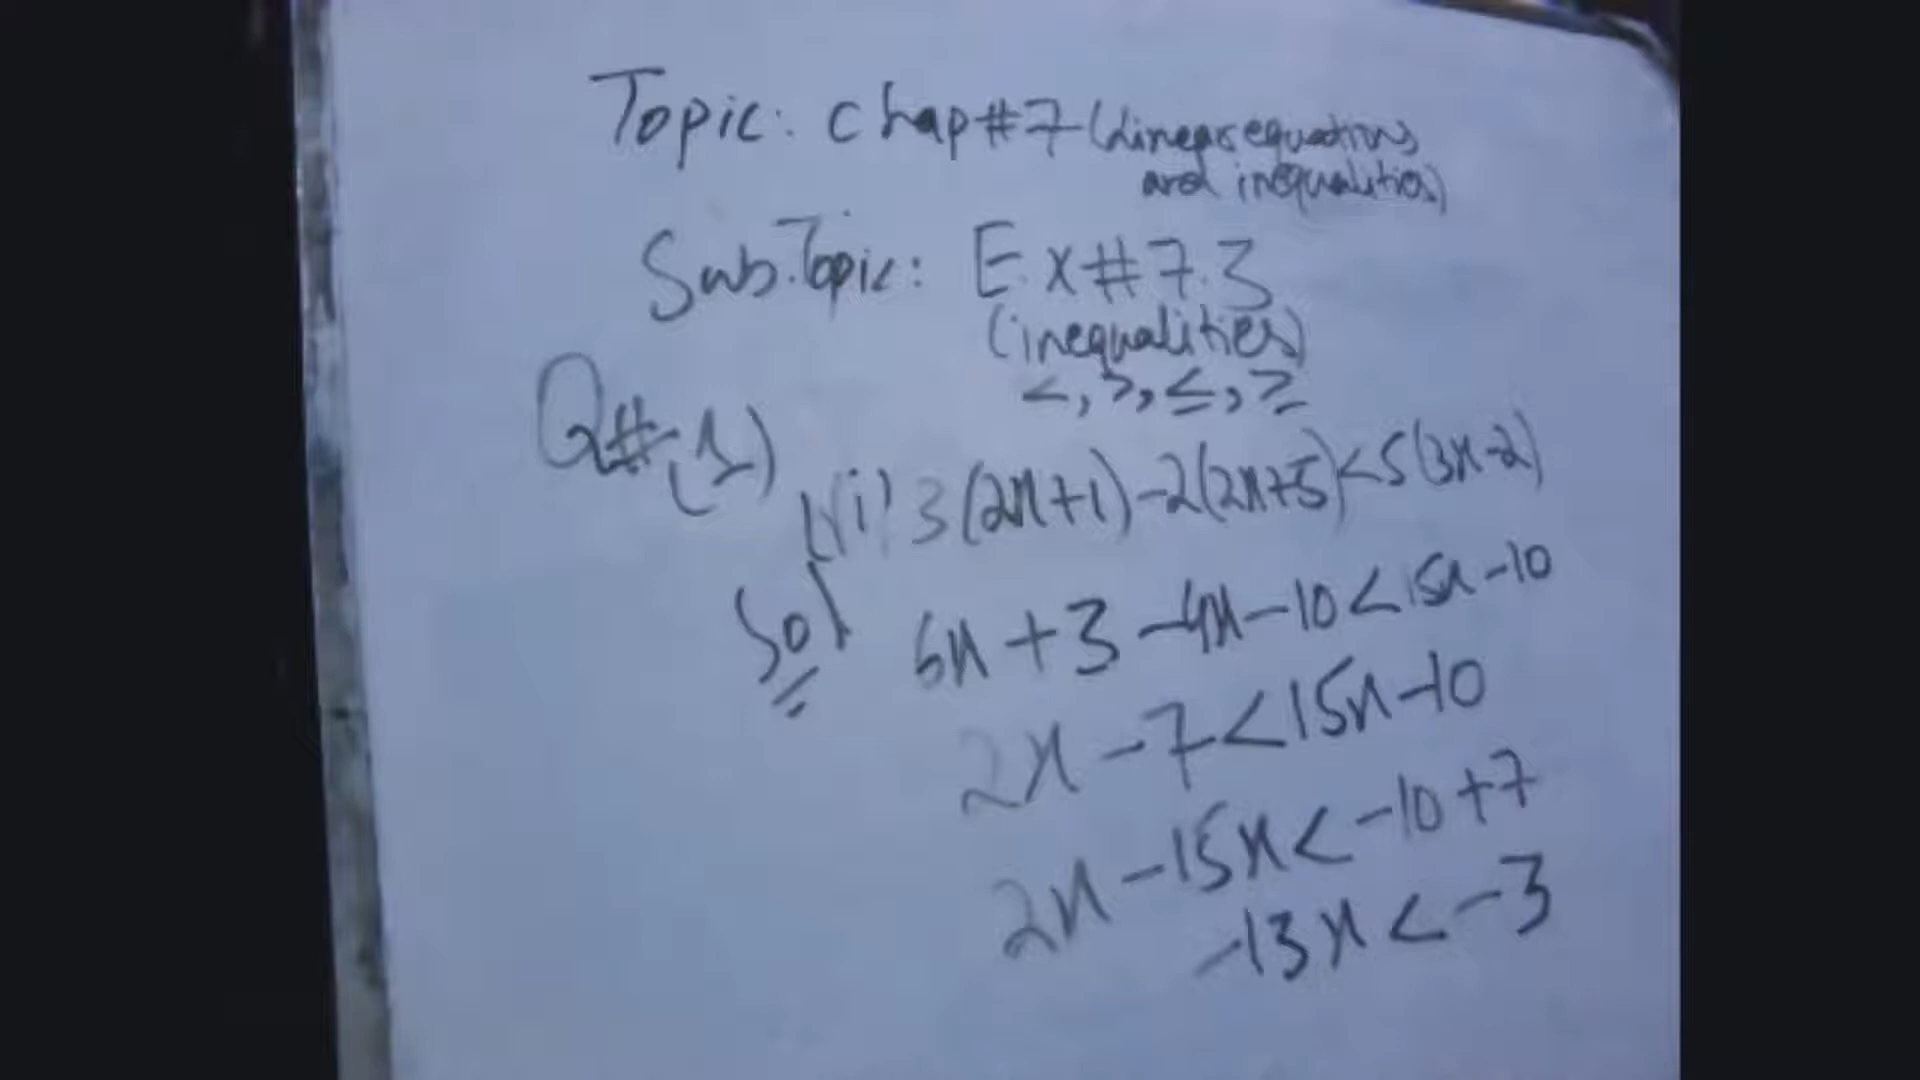 Topic: chap#7 (Linear equations
and inequalities)
Sub.Topic: Ex#7.3
(inequalities)
<, >, ≤, ≥
Q#(1)
(vi) 3(2x+1)-2(2x+5)<5(3x-2)
Sol 6x+3-4x-10<15x-10
2x-7<15x-10
2x-15x<-10+7
-13x<-3